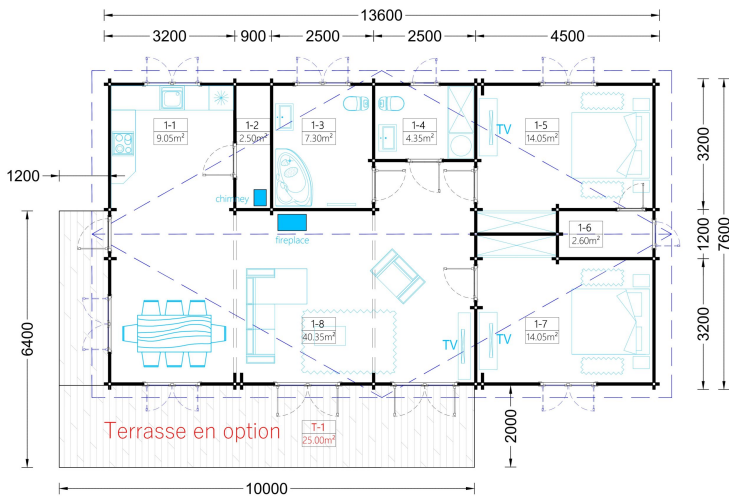 13600
3200 900 2500 2500 4500
1-1
9.05m²
1-2
2.50m²
1-3
7.30m²
1-4
4.35m²
1-5
14.05m²
TV
3200
7600
1200
chimney
fireplace
1-6
2.60m²
1200
6400
1-8
40.35m²
TV
TV
1-7
14.05m²
3200
Terrasse en option
T-1
25.00m²
2000
10000